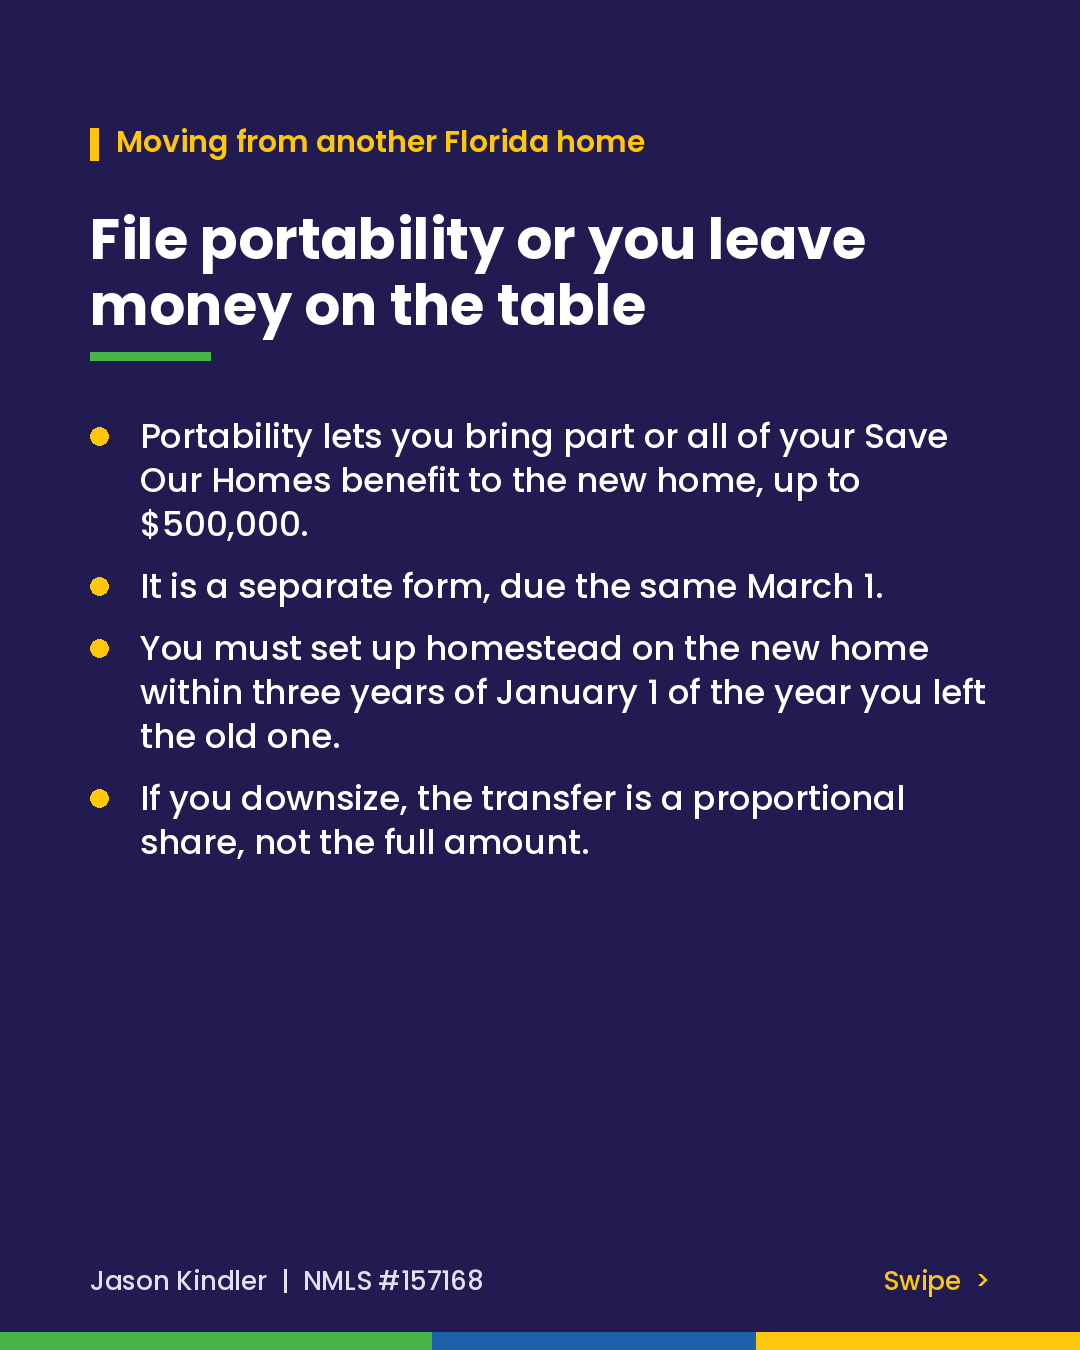 Moving from another Florida home
File portability or you leave
money on the table
Portability lets you bring part or all of your Save
Our Homes benefit to the new home, up to
$500,000.
It is a separate form, due the same March 1.
You must set up homestead on the new home
within three years of January 1 of the year you left
the old one.
If you downsize, the transfer is a proportional
share, not the full amount.
Jason Kindler | NMLS #157168
Swipe >